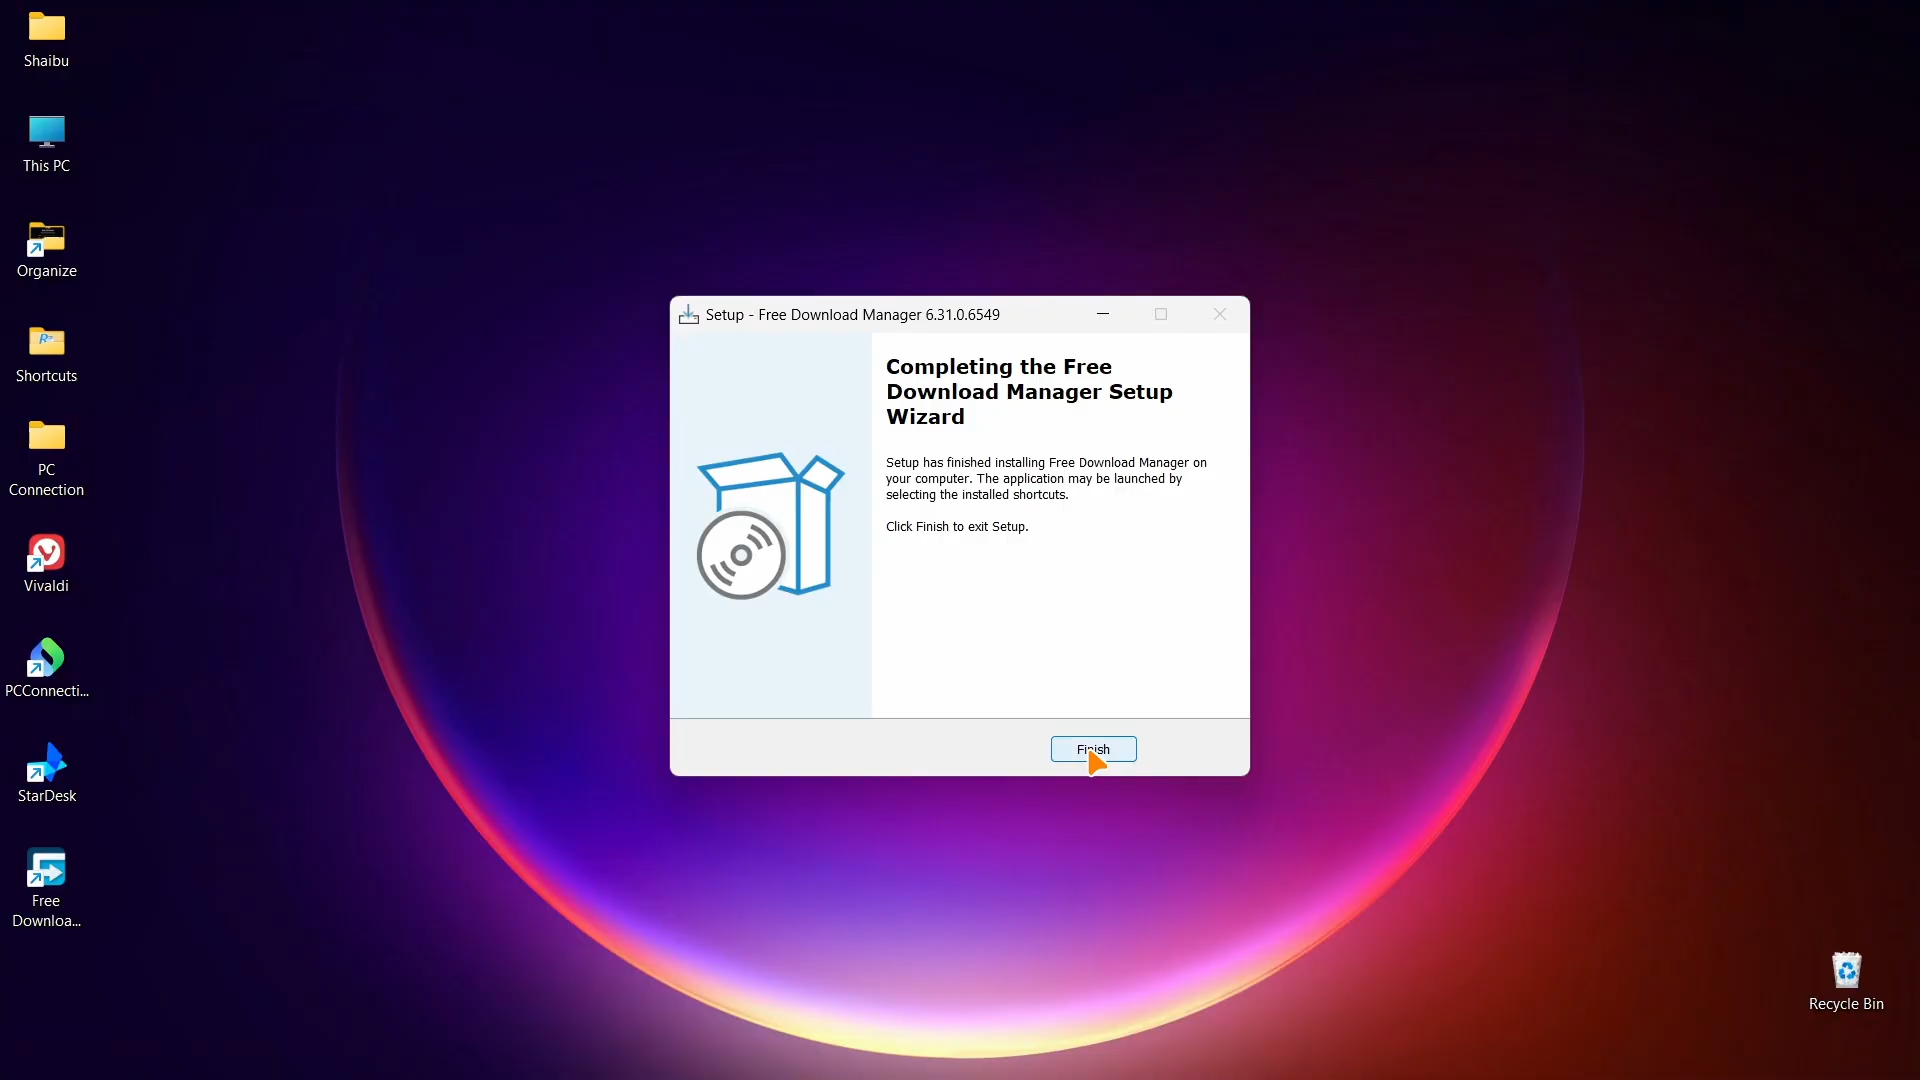 Shaibu
This PC
Organize
Shortcuts
PC
Connection
Vivaldi
PCConnecti...
StarDesk
Free
Downloa...
Setup - Free Download Manager 6.31.0.6549
Completing the Free
Download Manager Setup
Wizard
Setup has finished installing Free Download Manager on
your computer. The application may be launched by
selecting the installed shortcuts.
Click Finish to exit Setup.
Finish
Recycle Bin